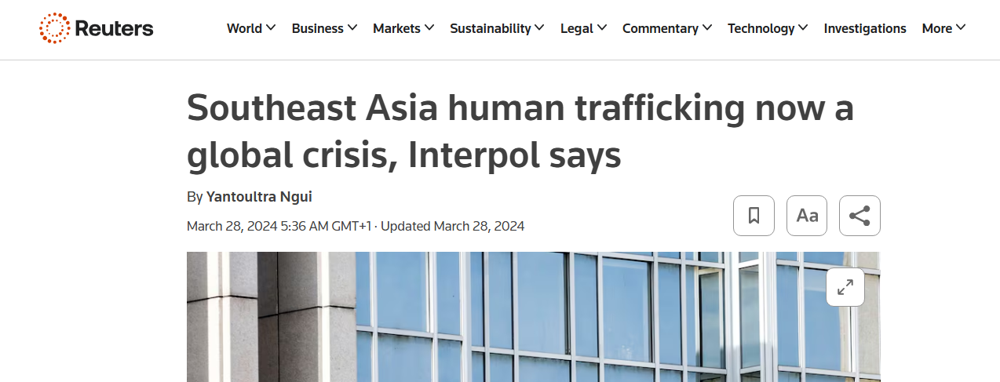 Reuters
World Business Markets Sustainability Legal Commentary Technology Investigations More
Southeast Asia human trafficking now a
global crisis, Interpol says
By Yantoultra Ngui
March 28, 2024 5:36 AM GMT+1 · Updated March 28, 2024
Aa